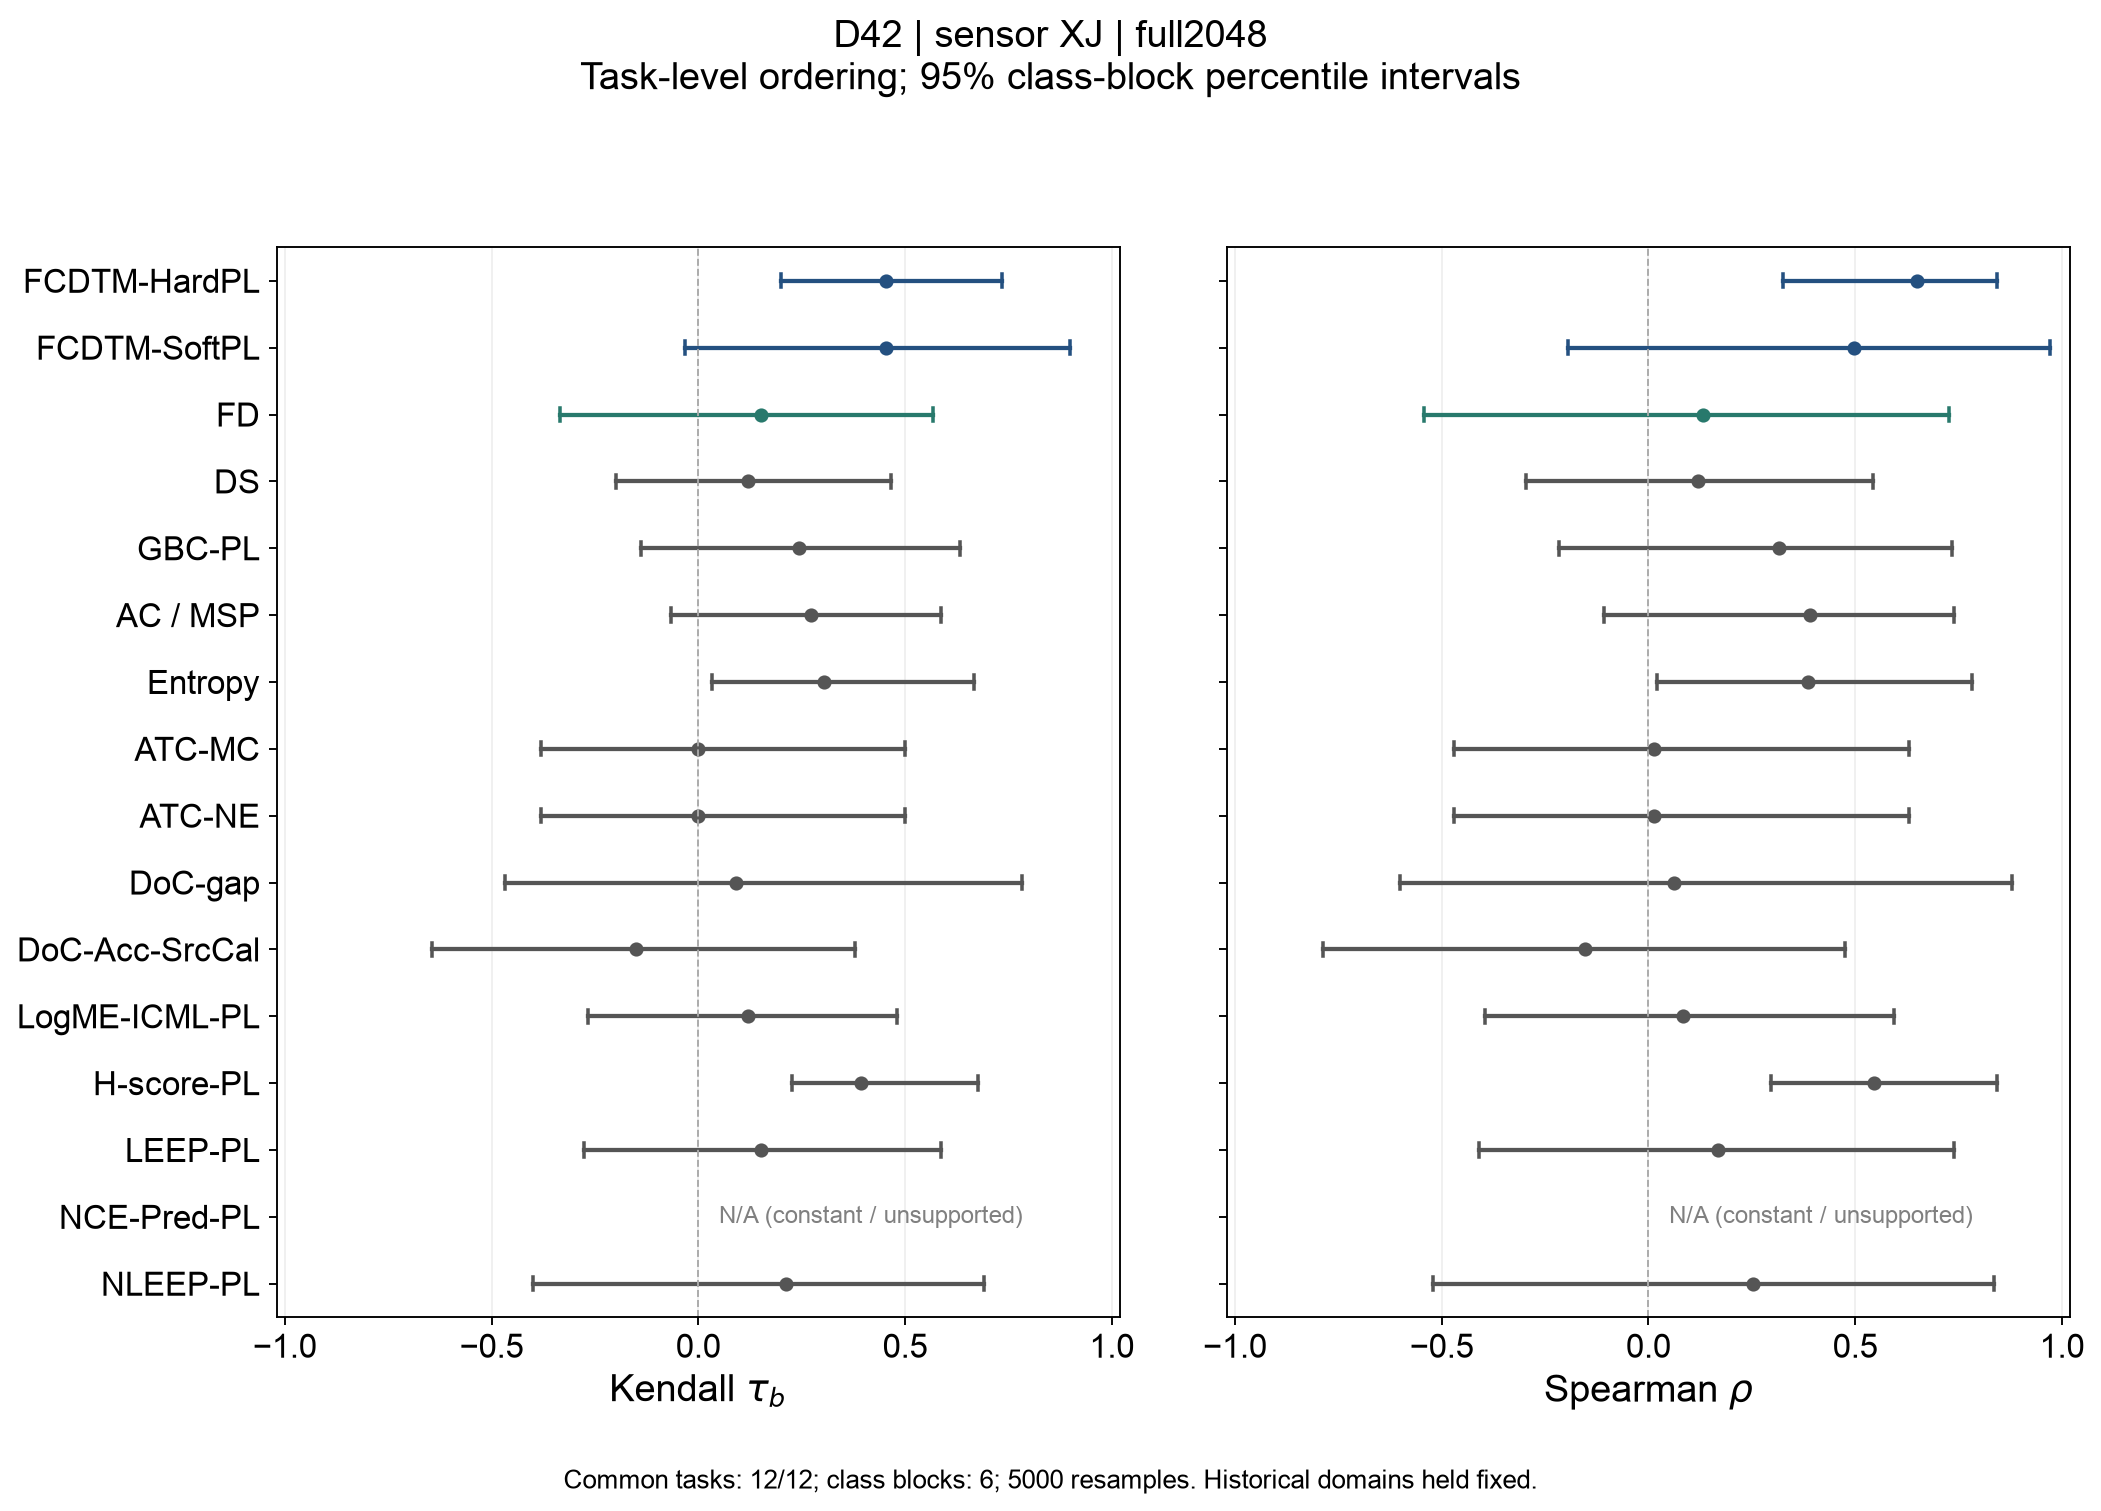 D42 | sensor XJ | full2048
Task-level ordering; 95% class-block percentile intervals
FCDTM-HardPL
FCDTM-SoftPL
FD
DS
GBC-PL
AC / MSP
Entropy
ATC-MC
ATC-NE
DoC-gap
DoC-Acc-SrcCal
LogME-ICML-PL
H-score-PL
LEEP-PL
NCE-Pred-PL
NLEEP-PL
N/A (constant / unsupported)
−1.0 −0.5 0.0 0.5 1.0
Kendall τb
N/A (constant / unsupported)
−1.0 −0.5 0.0 0.5 1.0
Spearman ρ
Common tasks: 12/12; class blocks: 6; 5000 resamples. Historical domains held fixed.